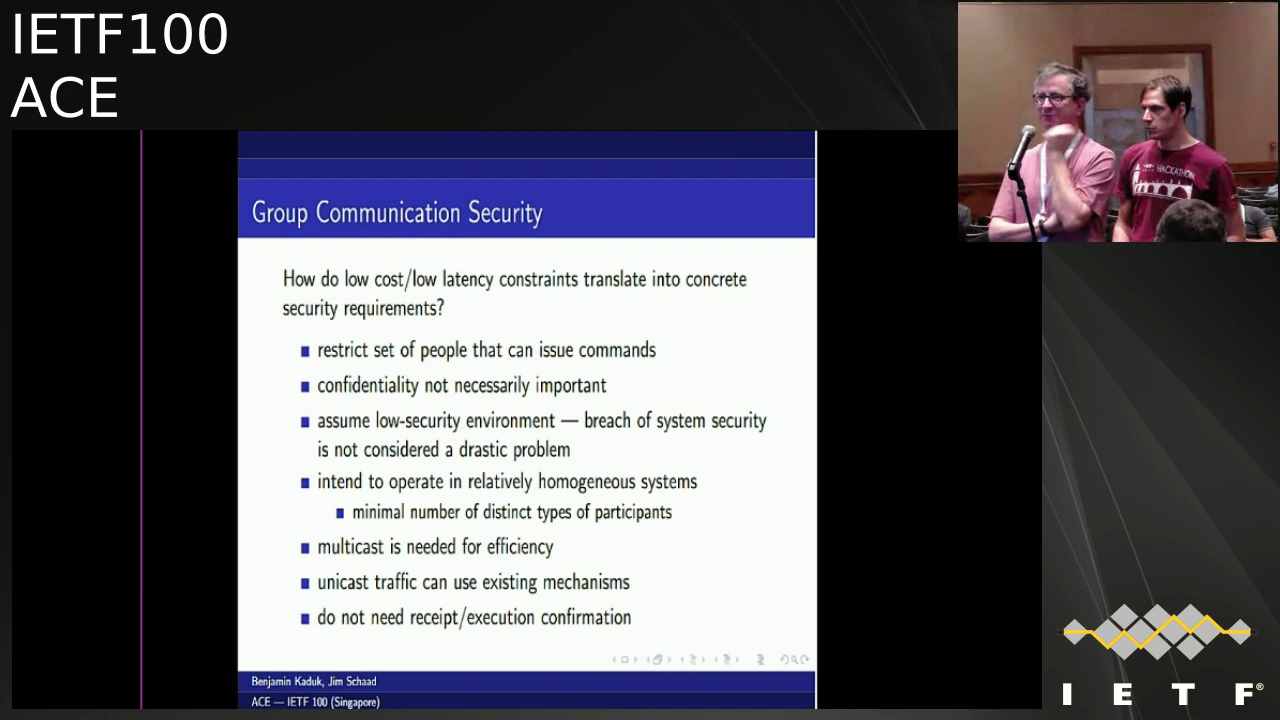 IETF100
ACE
HACKATHON
Group Communication Security
How do low cost/low latency constraints translate into concrete
security requirements?
restrict set of people that can issue commands
confidentiality not necessarily important
assume low-security environment — breach of system security
is not considered a drastic problem
intend to operate in relatively homogeneous systems
minimal number of distinct types of participants
multicast is needed for efficiency
unicast traffic can use existing mechanisms
do not need receipt/execution confirmation
Benjamin Kaduk, Jim Schaad
ACE — IETF 100 (Singapore)
I E T F®